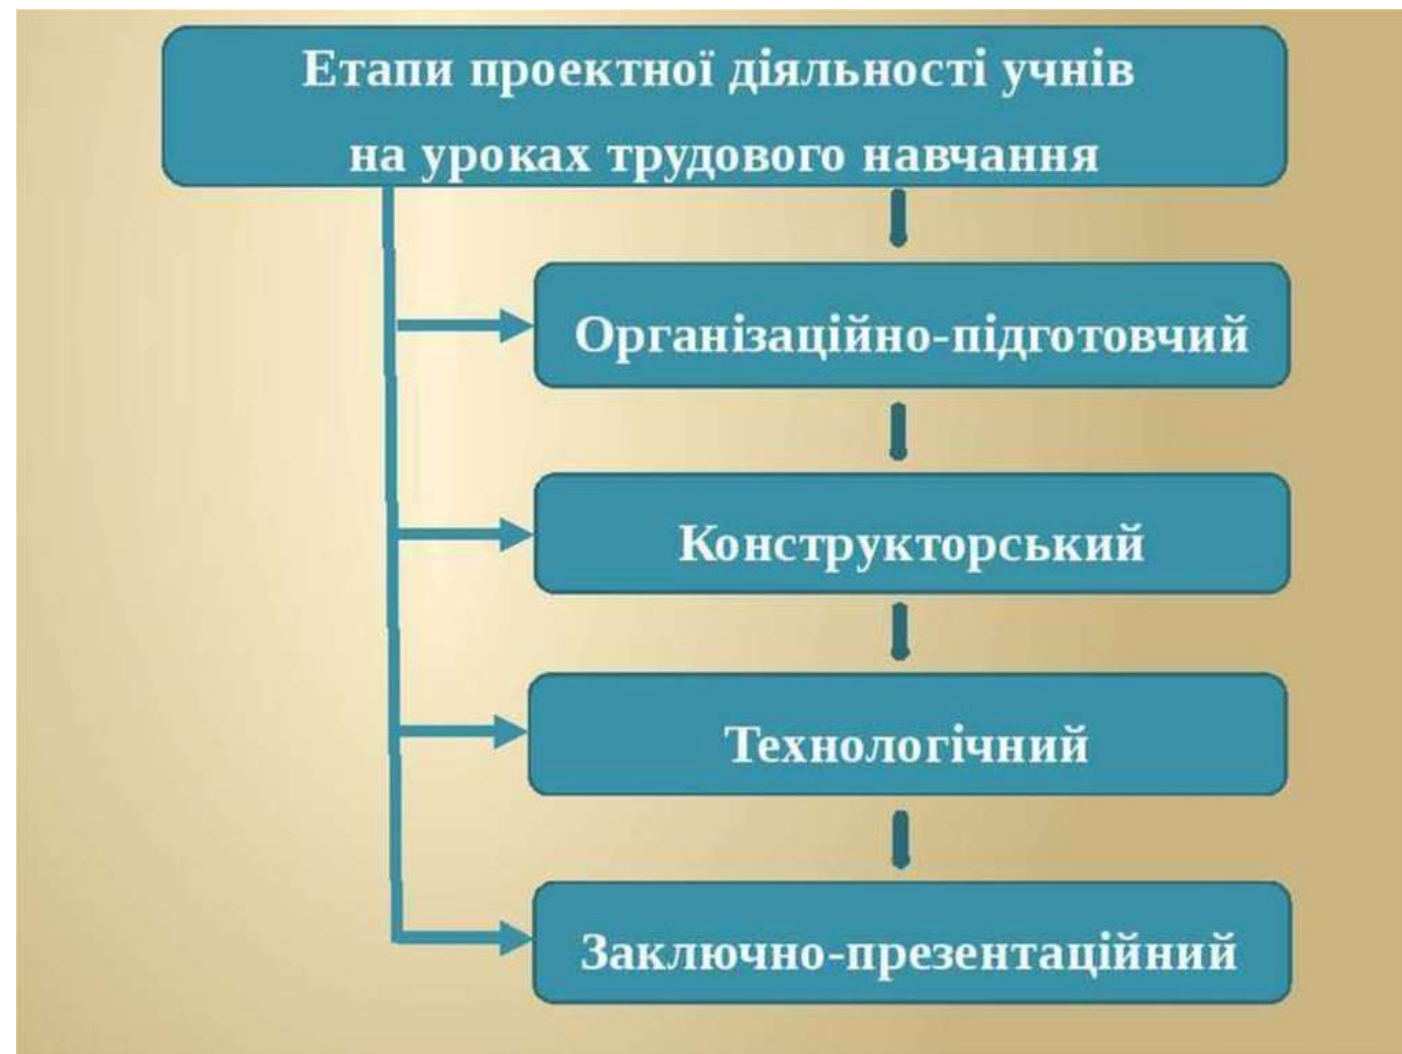 Етапи проектної діяльності учнів
на уроках трудового навчання
Організаційно-підготовчий
Конструкторський
Технологічний
Заключно-презентаційний